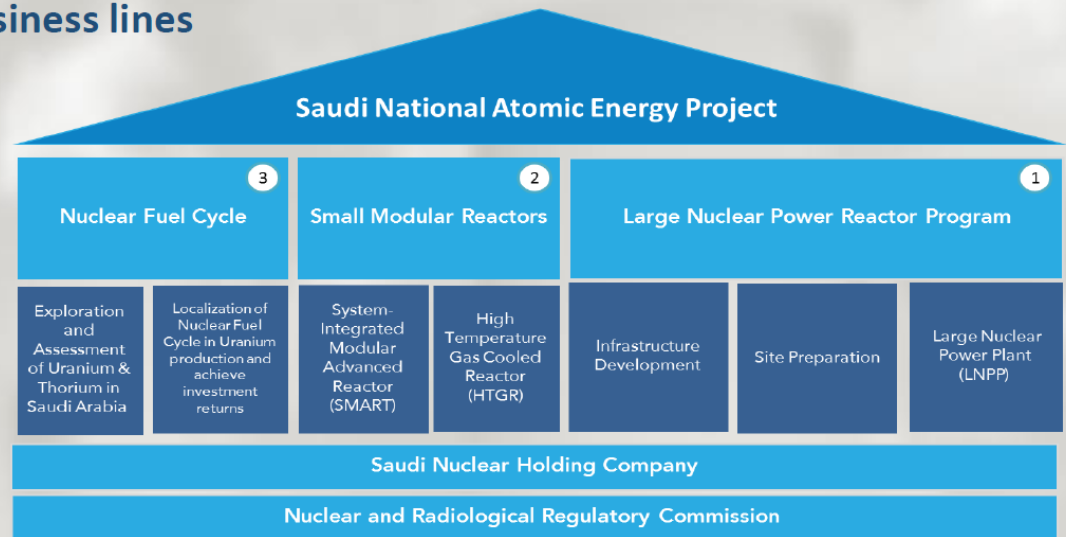 siness lines
Saudi National Atomic Energy Project
3
Nuclear Fuel Cycle
2
Small Modular Reactors
1
Large Nuclear Power Reactor Program
Exploration
and
Assessment
of Uranium &
Thorium in
Saudi Arabia
Localization of
Nuclear Fuel
Cycle in Uranium
production and
achieve
investment
returns
System-
Integrated
Modular
Advanced
Reactor
(SMART)
High
Temperature
Gas Cooled
Reactor
(HTGR)
Infrastructure
Development
Site Preparation
Large Nuclear
Power Plant
(LNPP)
Saudi Nuclear Holding Company
Nuclear and Radiological Regulatory Commission